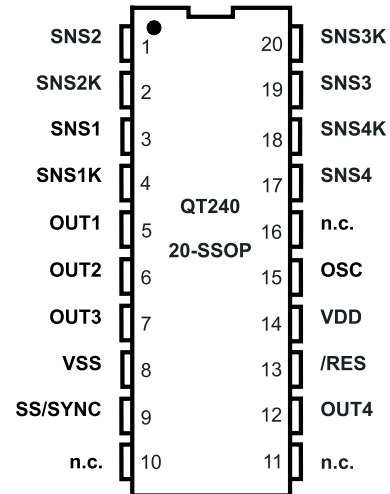 SNS2 1 20 SNS3K
SNS2K 2 19 SNS3
SNS1 3 18 SNS4K
SNS1K 4 17 SNS4
QT240
OUT1 5 16 n.c.
20-SSOP
OUT2 6 15 OSC
OUT3 7 14 VDD
VSS 8 13 /RES
SS/SYNC 9 12 OUT4
n.c. 10 11 n.c.